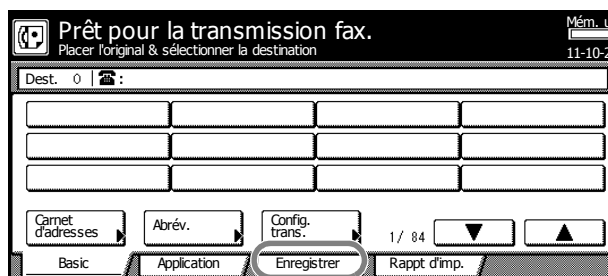 Prêt pour la transmission fax.
Placer l'original & sélectionner la destination
Mém.
11-10-2
Dest. 0 ☎:
Carnet d'adresses
Abrév.
Config. trans.
1/ 84
Basic
Application
Enregistrer
Rappt d'imp.